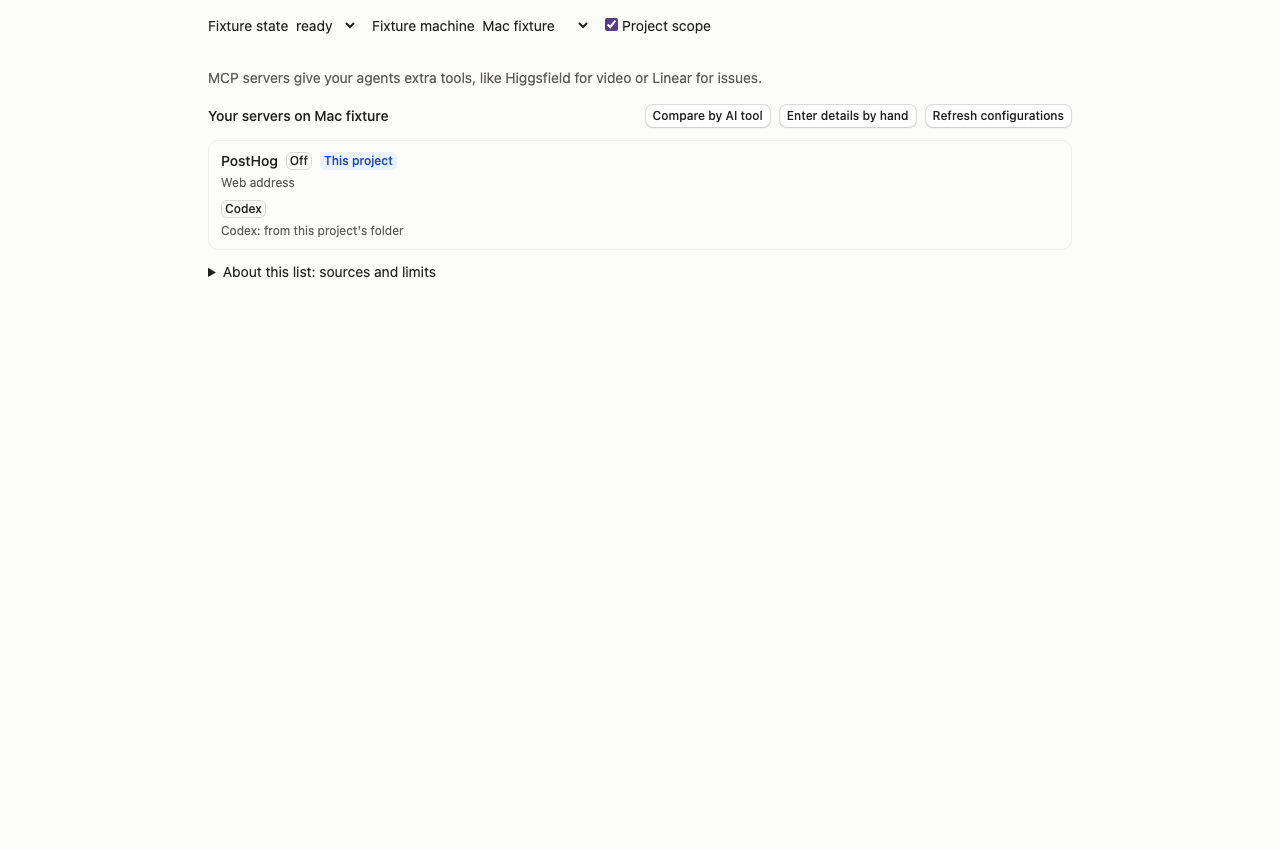 Fixture state ready Fixture machine Mac fixture Project scope
MCP servers give your agents extra tools, like Higgsfield for video or Linear for issues.
Your servers on Mac fixture Compare by AI tool Enter details by hand Refresh configurations
PostHog Off This project
Web address
Codex
Codex: from this project's folder
About this list: sources and limits